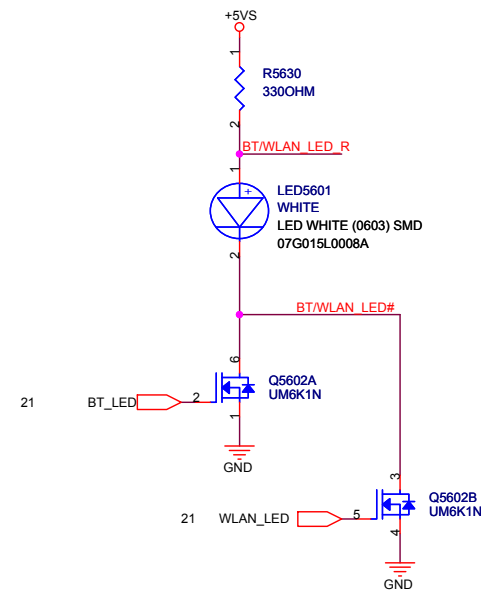 +5VS
1
R5630
330OHM
2
BT/WLAN_LED_R
1
+
LED5601
WHITE
LED WHITE (0603) SMD
07G015L0008A
2
BT/WLAN_LED#
6
Q5602A
UM6K1N
21 BT_LED 2
1
GND
3
Q5602B
UM6K1N
21 WLAN_LED 5
4
GND